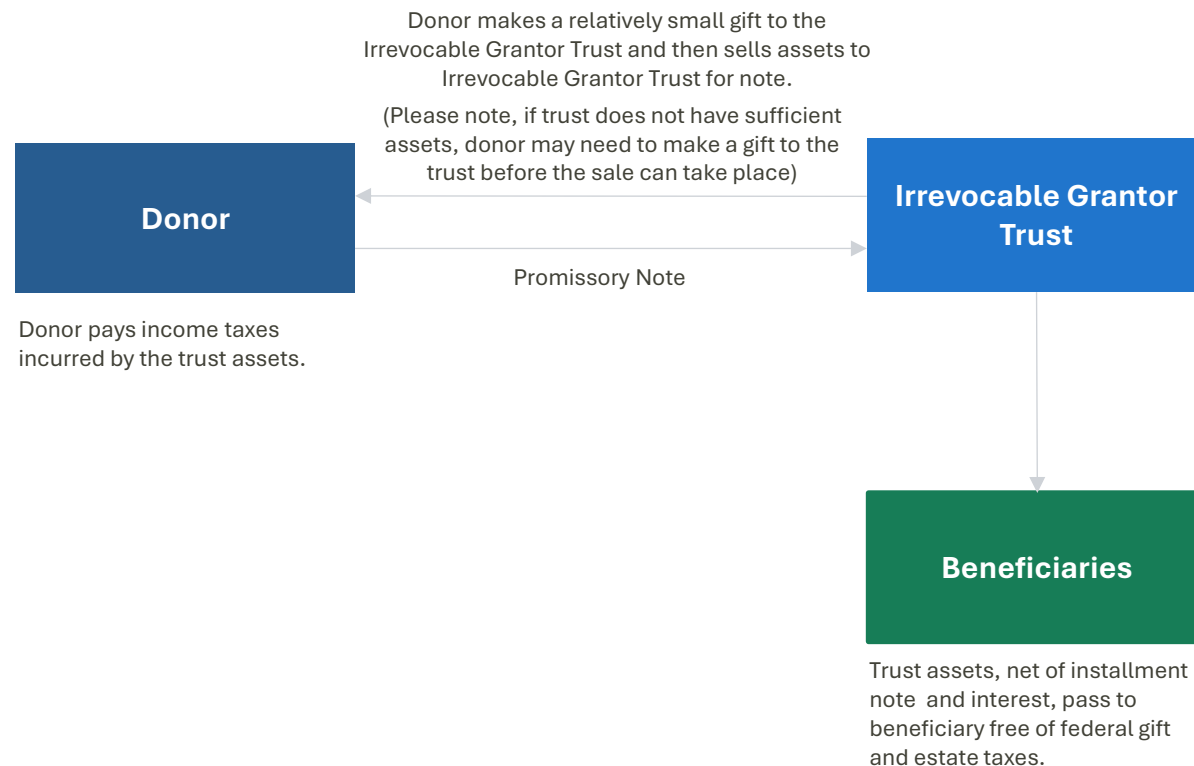 Donor makes a relatively small gift to the
Irrevocable Grantor Trust and then sells assets to
Irrevocable Grantor Trust for note.
(Please note, if trust does not have sufficient
assets, donor may need to make a gift to the
trust before the sale can take place)
Donor
Irrevocable Grantor
Trust
Promissory Note
Donor pays income taxes
incurred by the trust assets.
Beneficiaries
Trust assets, net of installment
note and interest, pass to
beneficiary free of federal gift
and estate taxes.